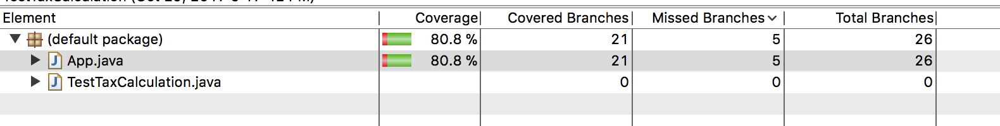 Element Coverage Covered Branches Missed Branches Total Branches
(default package) 80.8 % 21 5 26
App.java 80.8 % 21 5 26
TestTaxCalculation.java 0 0 0